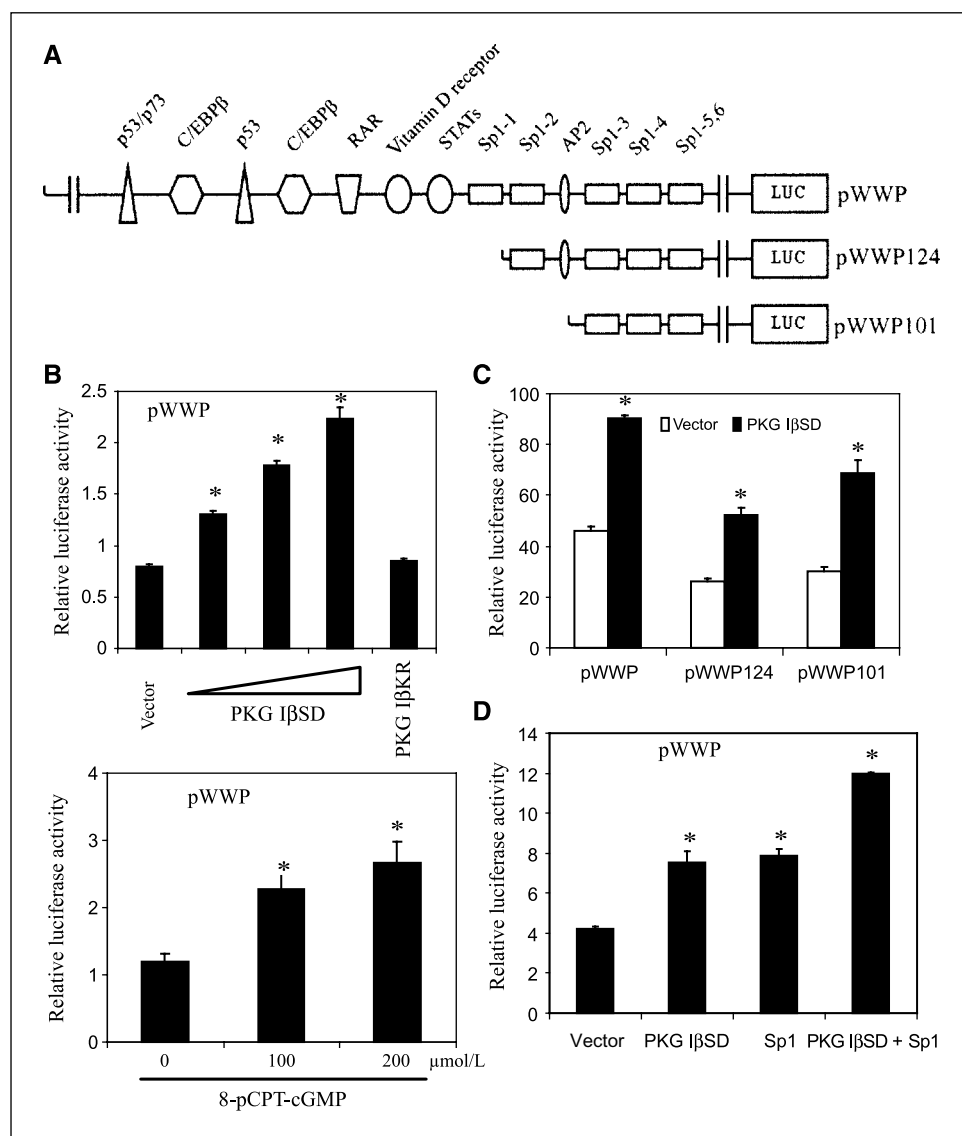 A
p53/p73
C/EBPβ
p53
C/EBPβ
RAR
Vitamin D receptor
STATs
Sp1-1
Sp1-2
AP2
Sp1-3
Sp1-4
Sp1-5,6
LUC
pWWP
LUC
pWWP124
LUC
pWWP101
B
pWWP
Relative luciferase activity
2.5
2
1.5
1
0.5
0
*
*
*
Vector
PKG IβSD
PKG IβKR
pWWP
Relative luciferase activity
4
3
2
1
0
*
*
0
100
200
µmol/L
8-pCPT-cGMP
C
Relative luciferase activity
100
80
60
40
20
0
Vector
PKG IβSD
*
*
*
pWWP
pWWP124
pWWP101
D
pWWP
Relative luciferase activity
14
12
10
8
6
4
2
0
*
*
*
Vector
PKG IβSD
Sp1
PKG IβSD + Sp1